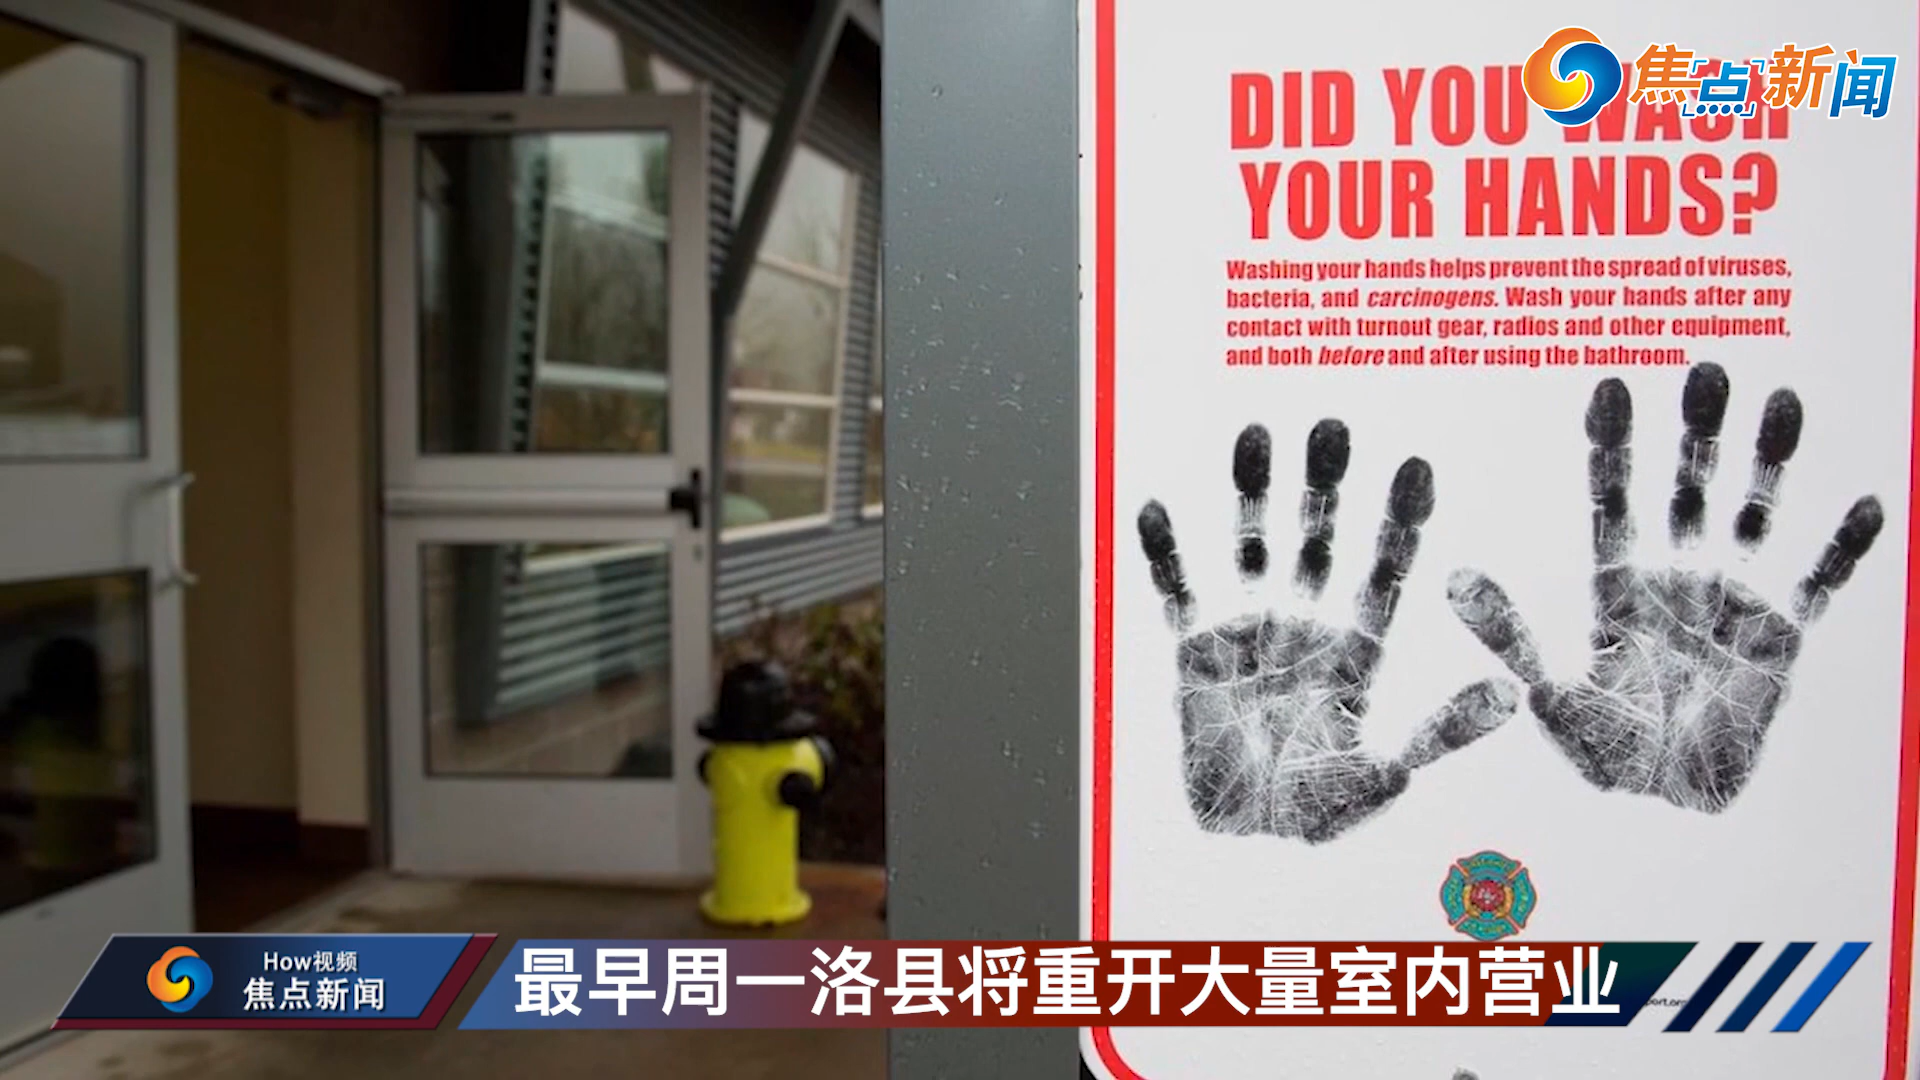 焦点新闻
DID YOU WASH
YOUR HANDS?
Washing your hands helps prevent the spread of viruses,
bacteria, and carcinogens. Wash your hands after any
contact with turnout gear, radios and other equipment,
and both before and after using the bathroom.
How视频
焦点新闻
最早周一洛县将重开大量室内营业
port.org